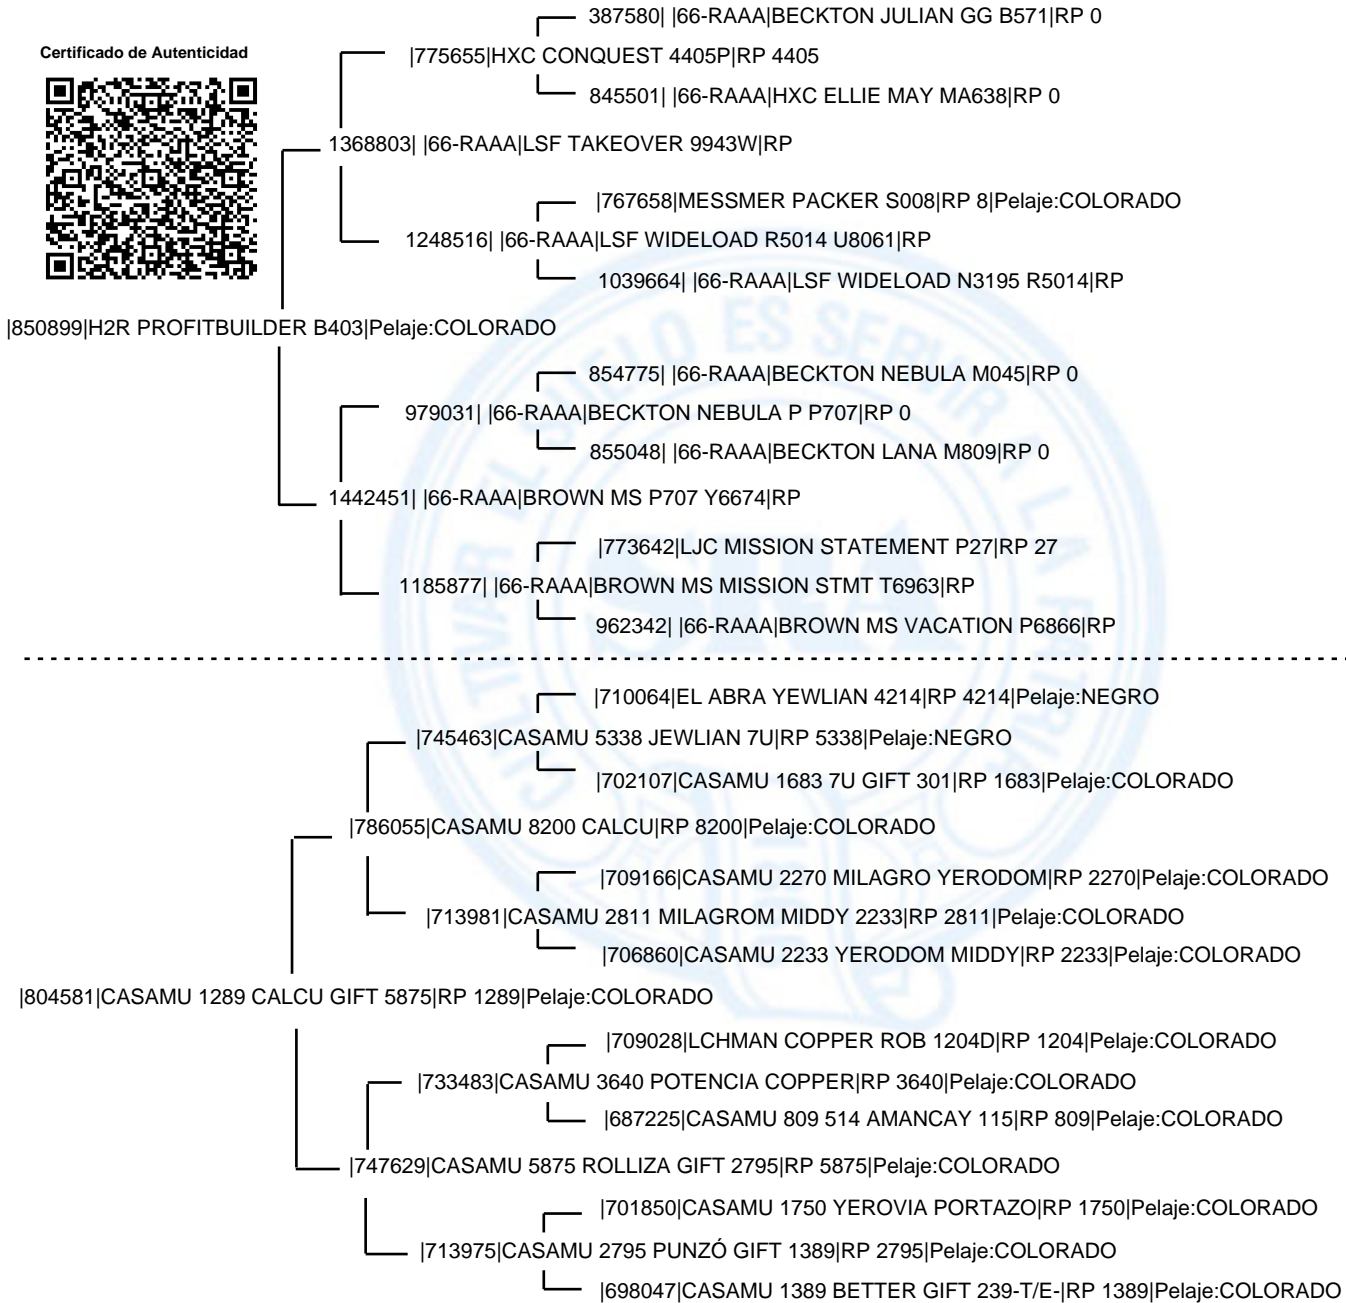 387580| |66-RAAA|BECKTON JULIAN GG B571|RP 0
Certificado de Autenticidad
|775655|HXC CONQUEST 4405P|RP 4405
845501| |66-RAAA|HXC ELLIE MAY MA638|RP 0
1368803| |66-RAAA|LSF TAKEOVER 9943W|RP
|767658|MESSMER PACKER S008|RP 8|Pelaje:COLORADO
1248516| |66-RAAA|LSF WIDELOAD R5014 U8061|RP
1039664| |66-RAAA|LSF WIDELOAD N3195 R5014|RP
|850899|H2R PROFITBUILDER B403|Pelaje:COLORADO
854775| |66-RAAA|BECKTON NEBULA M045|RP 0
979031| |66-RAAA|BECKTON NEBULA P P707|RP 0
855048| |66-RAAA|BECKTON LANA M809|RP 0
1442451| |66-RAAA|BROWN MS P707 Y6674|RP
|773642|LJC MISSION STATEMENT P27|RP 27
1185877| |66-RAAA|BROWN MS MISSION STMT T6963|RP
962342| |66-RAAA|BROWN MS VACATION P6866|RP
|710064|EL ABRA YEWLIAN 4214|RP 4214|Pelaje:NEGRO
|745463|CASAMU 5338 JEWLIAN 7U|RP 5338|Pelaje:NEGRO
|702107|CASAMU 1683 7U GIFT 301|RP 1683|Pelaje:COLORADO
|786055|CASAMU 8200 CALCU|RP 8200|Pelaje:COLORADO
|709166|CASAMU 2270 MILAGRO YERODOM|RP 2270|Pelaje:COLORADO
|713981|CASAMU 2811 MILAGROM MIDDY 2233|RP 2811|Pelaje:COLORADO
|706860|CASAMU 2233 YERODOM MIDDY|RP 2233|Pelaje:COLORADO
|804581|CASAMU 1289 CALCU GIFT 5875|RP 1289|Pelaje:COLORADO
|709028|LCHMAN COPPER ROB 1204D|RP 1204|Pelaje:COLORADO
|733483|CASAMU 3640 POTENCIA COPPER|RP 3640|Pelaje:COLORADO
|687225|CASAMU 809 514 AMANCAY 115|RP 809|Pelaje:COLORADO
|747629|CASAMU 5875 ROLLIZA GIFT 2795|RP 5875|Pelaje:COLORADO
|701850|CASAMU 1750 YEROVIA PORTAZO|RP 1750|Pelaje:COLORADO
|713975|CASAMU 2795 PUNZÓ GIFT 1389|RP 2795|Pelaje:COLORADO
|698047|CASAMU 1389 BETTER GIFT 239-T/E-|RP 1389|Pelaje:COLORADO
CULTIVAR EL SUELO ES SERVIR A LA PATRIA